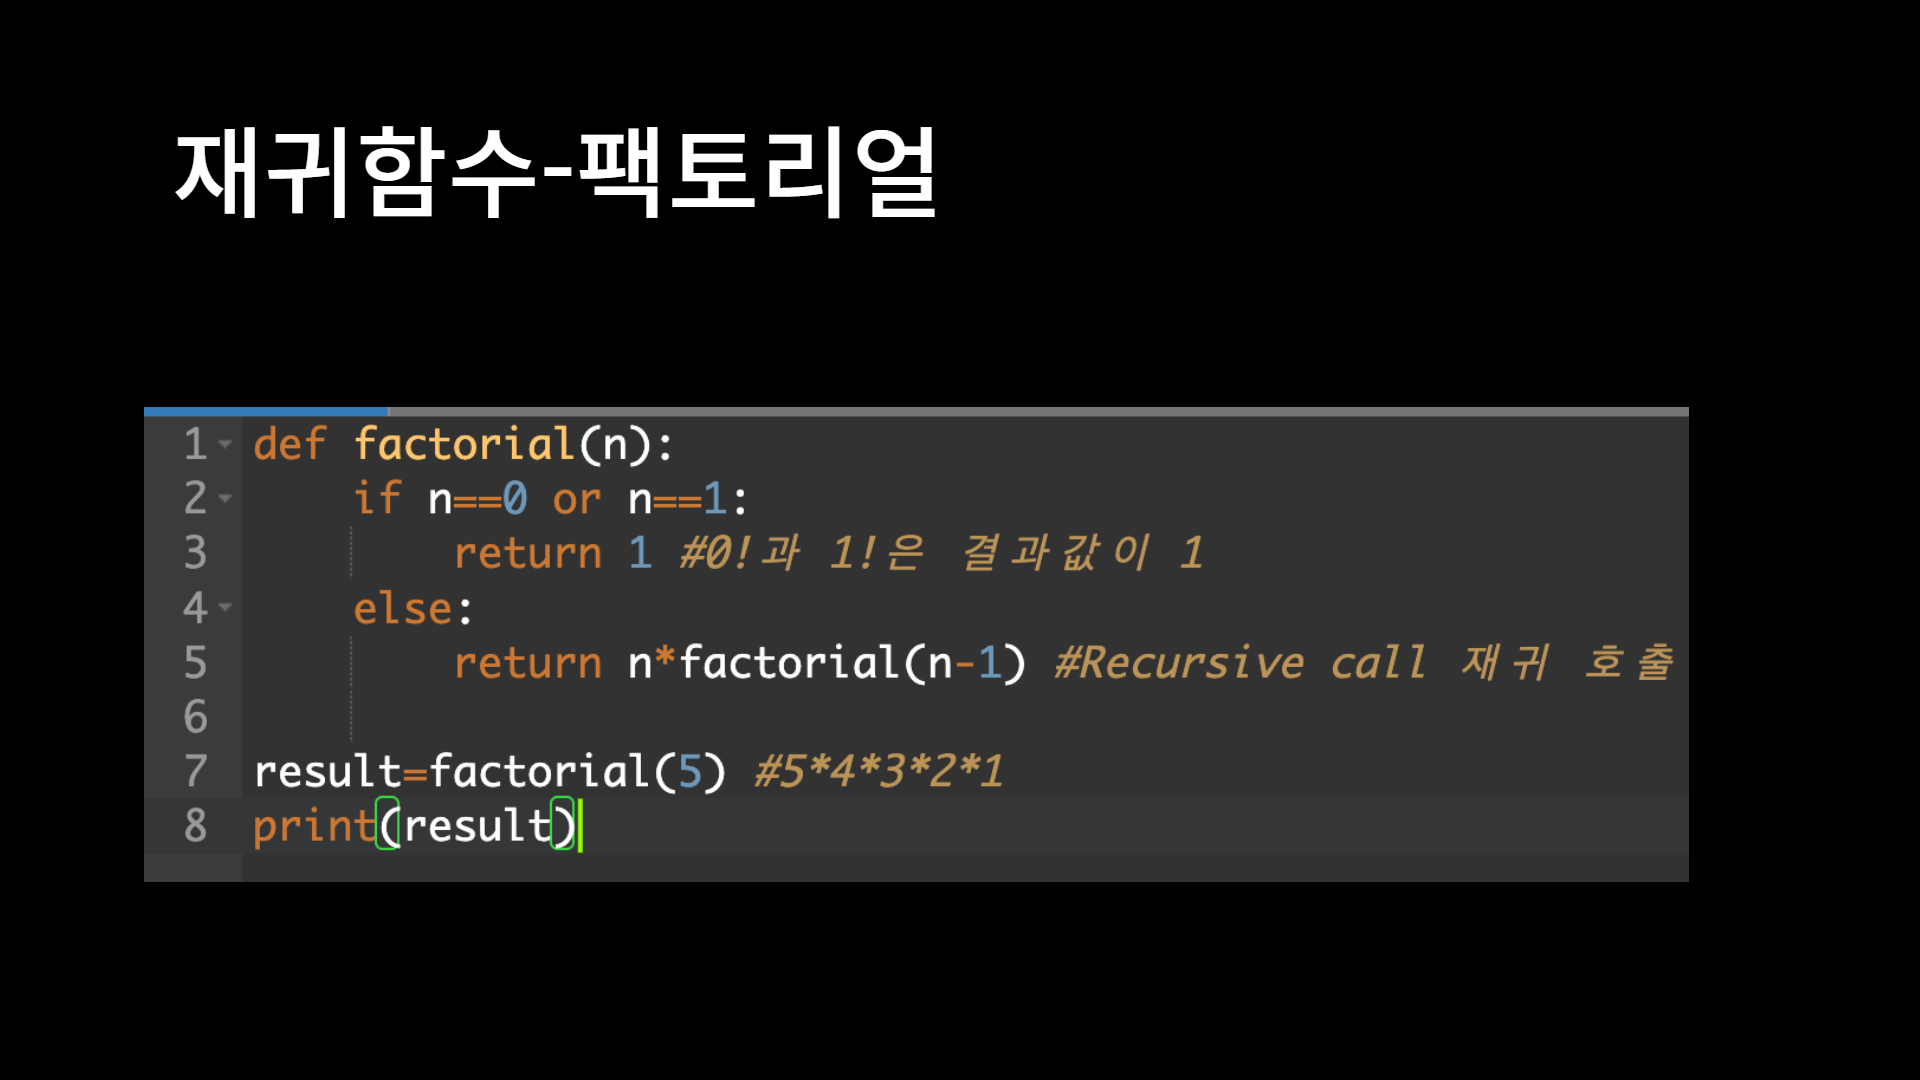 재귀함수-팩토리얼
1 def factorial(n):
2     if n==0 or n==1:
3         return 1 #0!과 1!은 결과값이 1
4     else:
5         return n*factorial(n-1) #Recursive call 재귀 호출
6
7 result=factorial(5) #5*4*3*2*1
8 print(result)